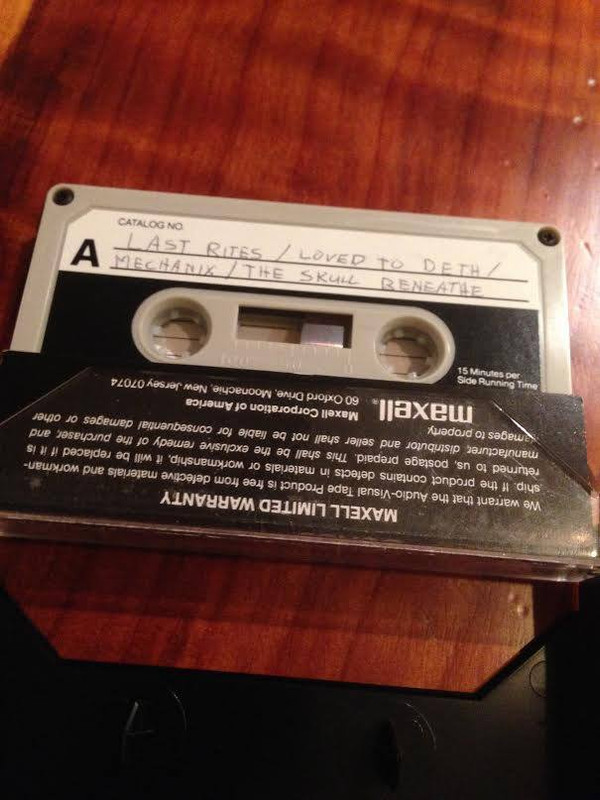 CATALOG NO.
A
LAST RITES / LOVED TO DETH /
MECHANIX / THE SKULL BENEATHE
15 Minutes per
Side Running Time
MAXELL LIMITED WARRANTY
We warrant that the Audio-Visual Tape Product is free from defective materials and workman-
ship. If the product contains defects in materials or workmanship, it will be replaced if it is
returned to us, postage prepaid. This shall be the exclusive remedy of the purchaser, and
manufacturer, distributor and seller shall not be liable for consequential damages or other
damages to property
maxell® Maxell Corporation of America
60 Oxford Drive, Moonachie, New Jersey 07074